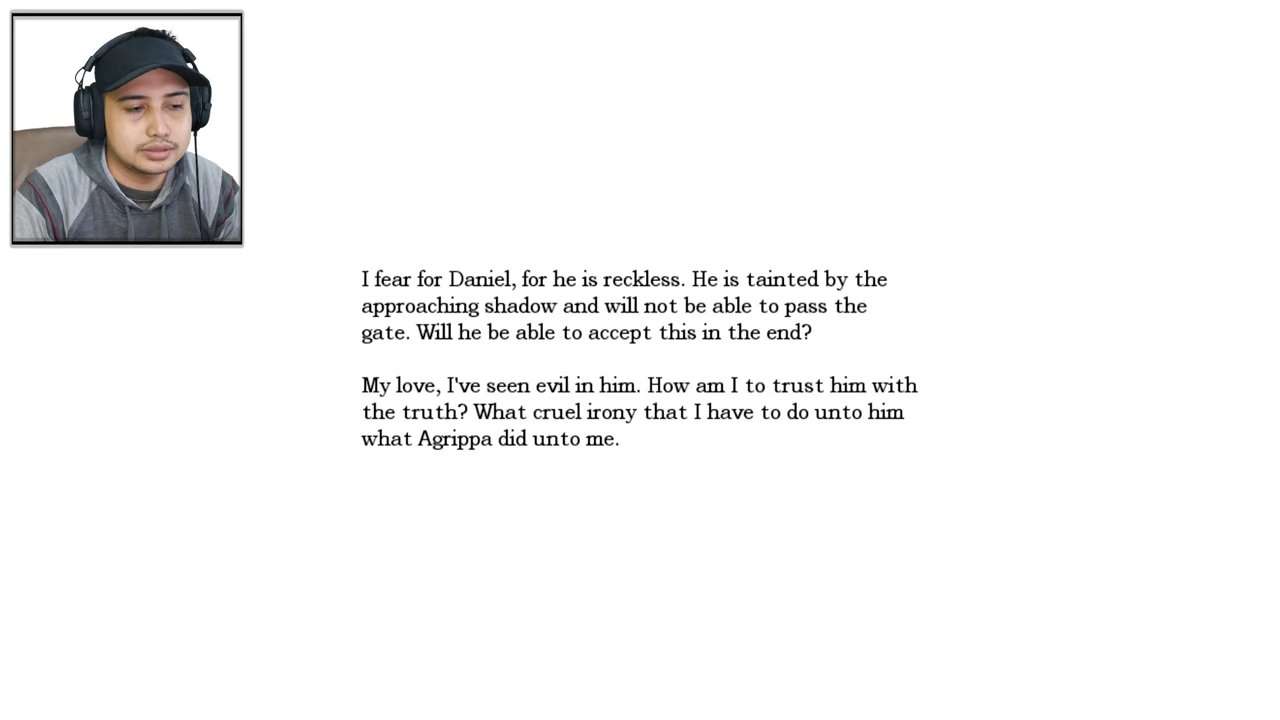 I fear for Daniel, for he is reckless. He is tainted by the
approaching shadow and will not be able to pass the
gate. Will he be able to accept this in the end?
My love, I've seen evil in him. How am I to trust him with
the truth? What cruel irony that I have to do unto him
what Agrippa did unto me.